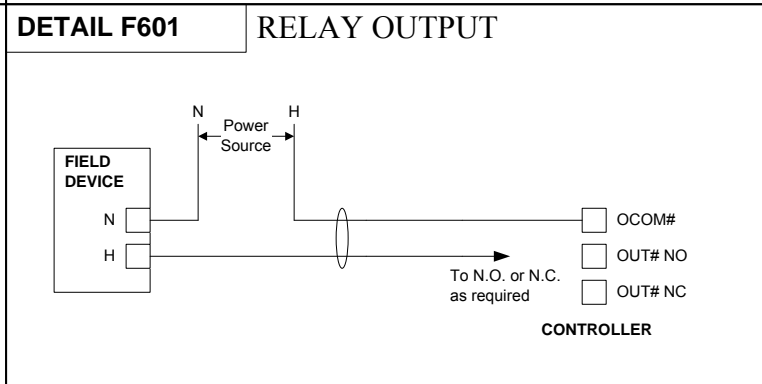 DETAIL F601
RELAY OUTPUT
N
H
Power
Source
FIELD
DEVICE
N
H
OCOM#
OUT# NO
OUT# NC
To N.O. or N.C.
as required
CONTROLLER